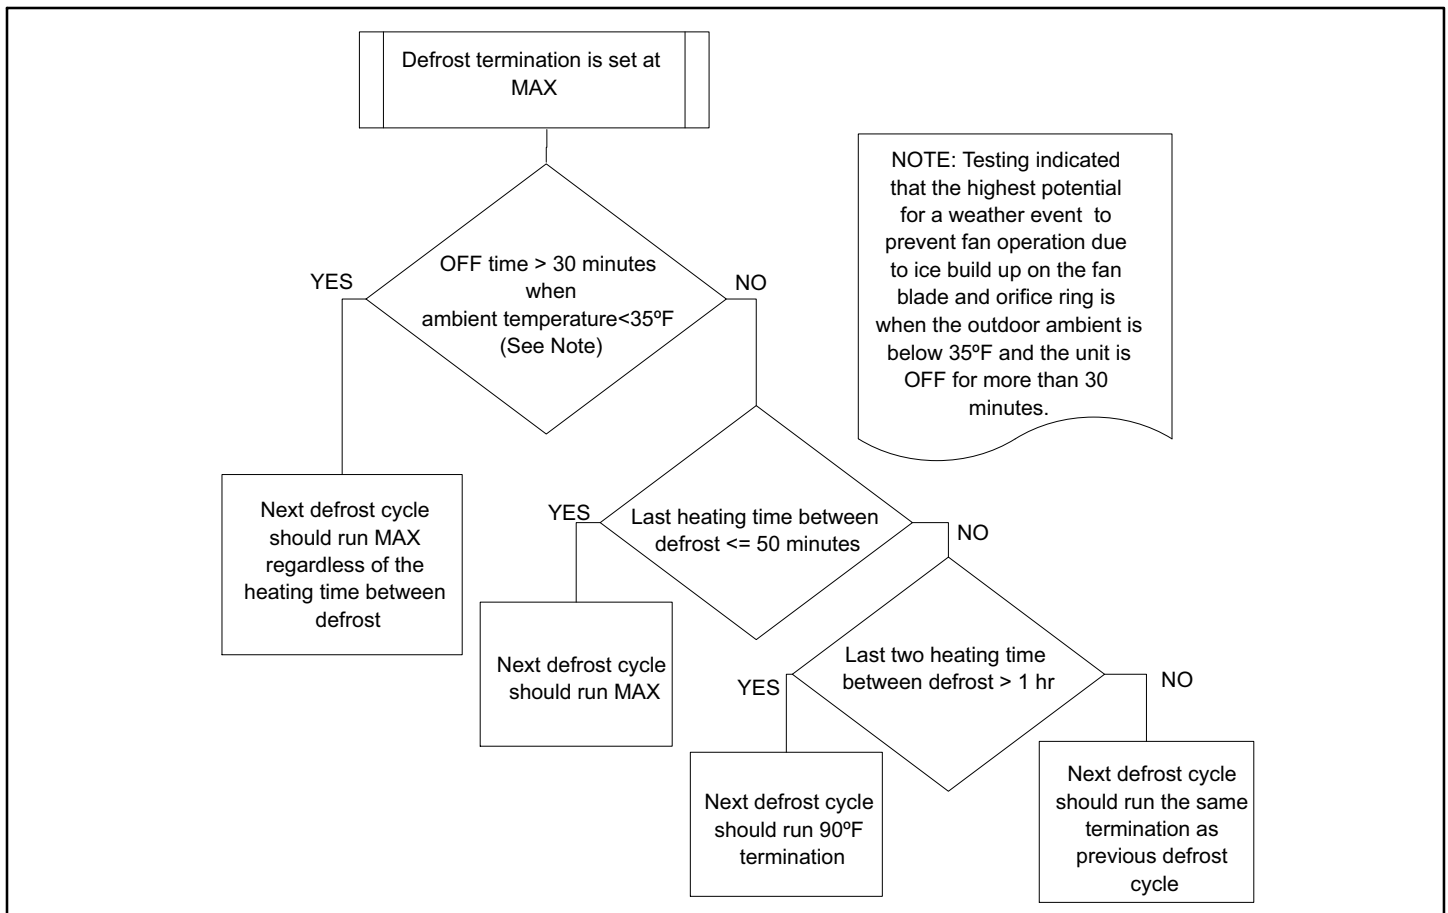 Defrost termination is set at
MAX
NOTE: Testing indicated
that the highest potential
for a weather event to
prevent fan operation due
to ice build up on the fan
blade and orifice ring is
when the outdoor ambient is
below 35ºF and the unit is
OFF for more than 30
minutes.
OFF time > 30 minutes
when
ambient temperature<35ºF
(See Note)
YES
NO
Next defrost cycle
should run MAX
regardless of the
heating time between
defrost
Last heating time between
defrost <= 50 minutes
YES
NO
Next defrost cycle
should run MAX
Last two heating time
between defrost > 1 hr
YES
NO
Next defrost cycle
should run 90ºF
termination
Next defrost cycle
should run the same
termination as
previous defrost
cycle